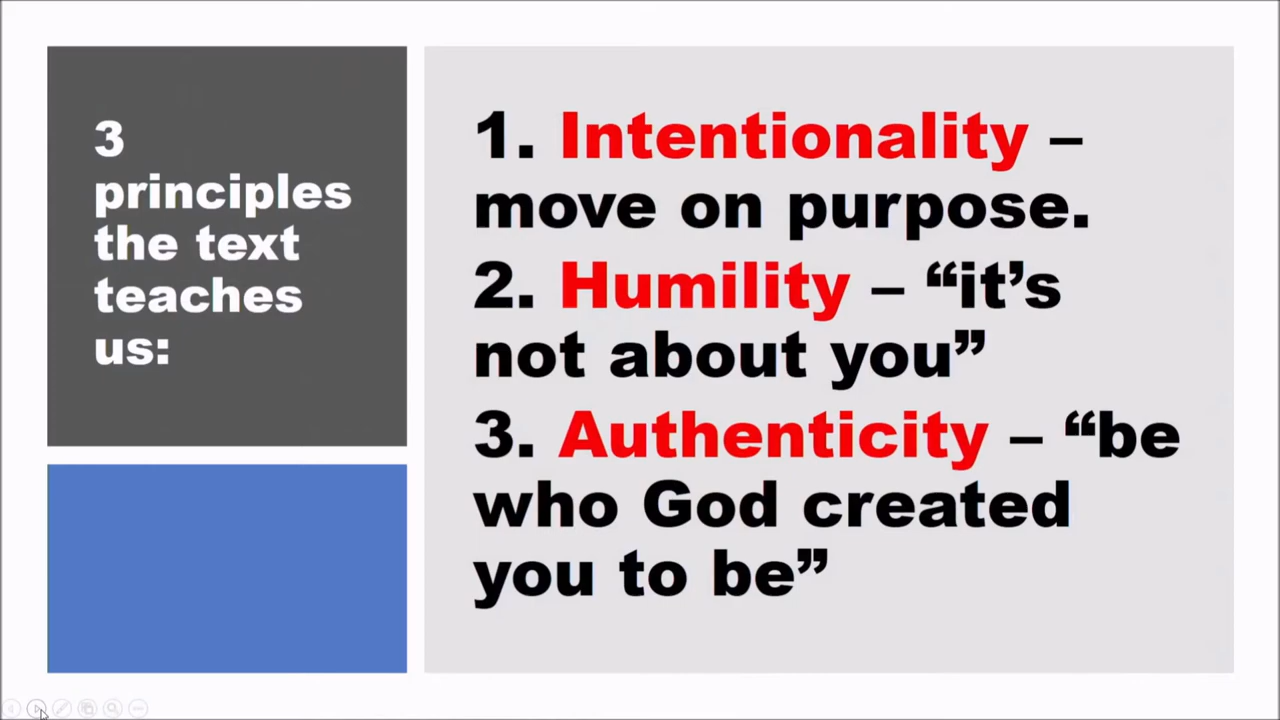 3
principles
the text
teaches
us:
1. Intentionality –
move on purpose.
2. Humility – “it’s
not about you”
3. Authenticity – “be
who God created
you to be”